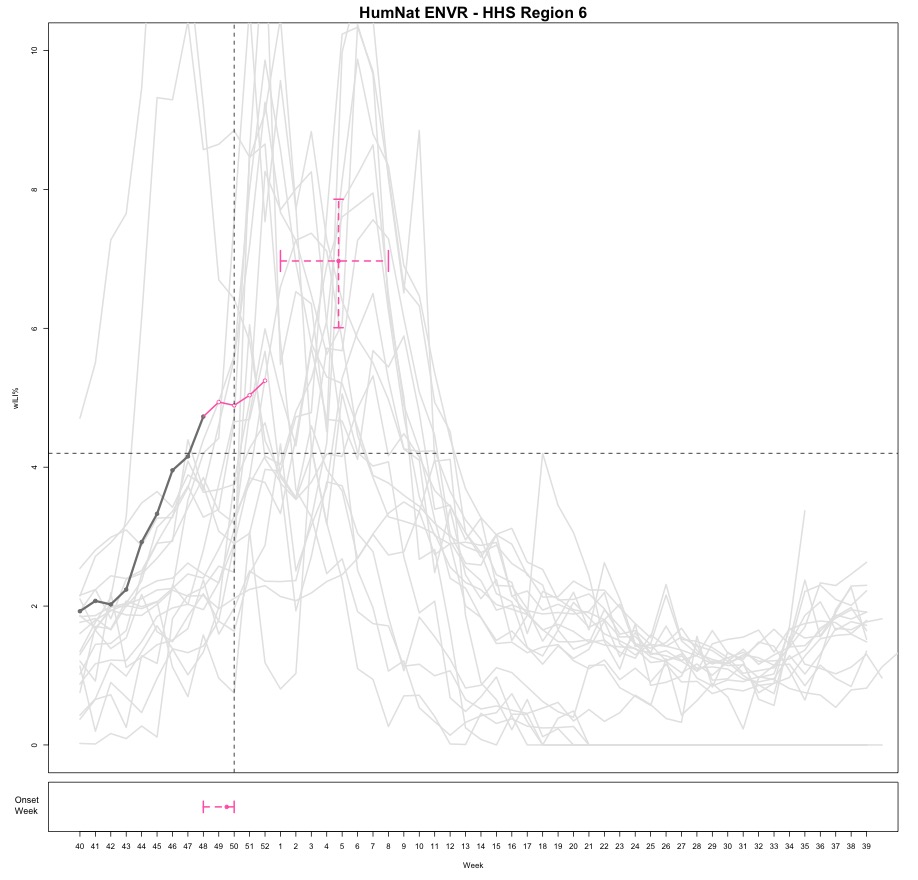 HumNat ENVR - HHS Region 6
10
8
6
4
2
0
wILI%
Onset
Week
40 41 42 43 44 45 46 47 48 49 50 51 52 1 2 3 4 5 6 7 8 9 10 11 12 13 14 15 16 17 18 19 20 21 22 23 24 25 26 27 28 29 30 31 32 33 34 35 36 37 38 39
Week